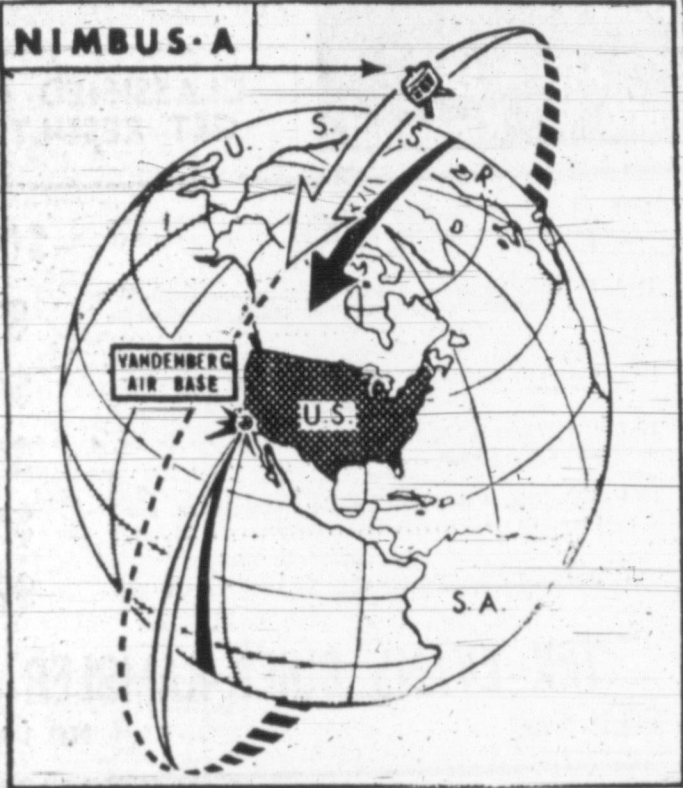 NIMBUS-A
U. S. S. R.
VANDENBERG
AIR BASE
U.S.
S.A.